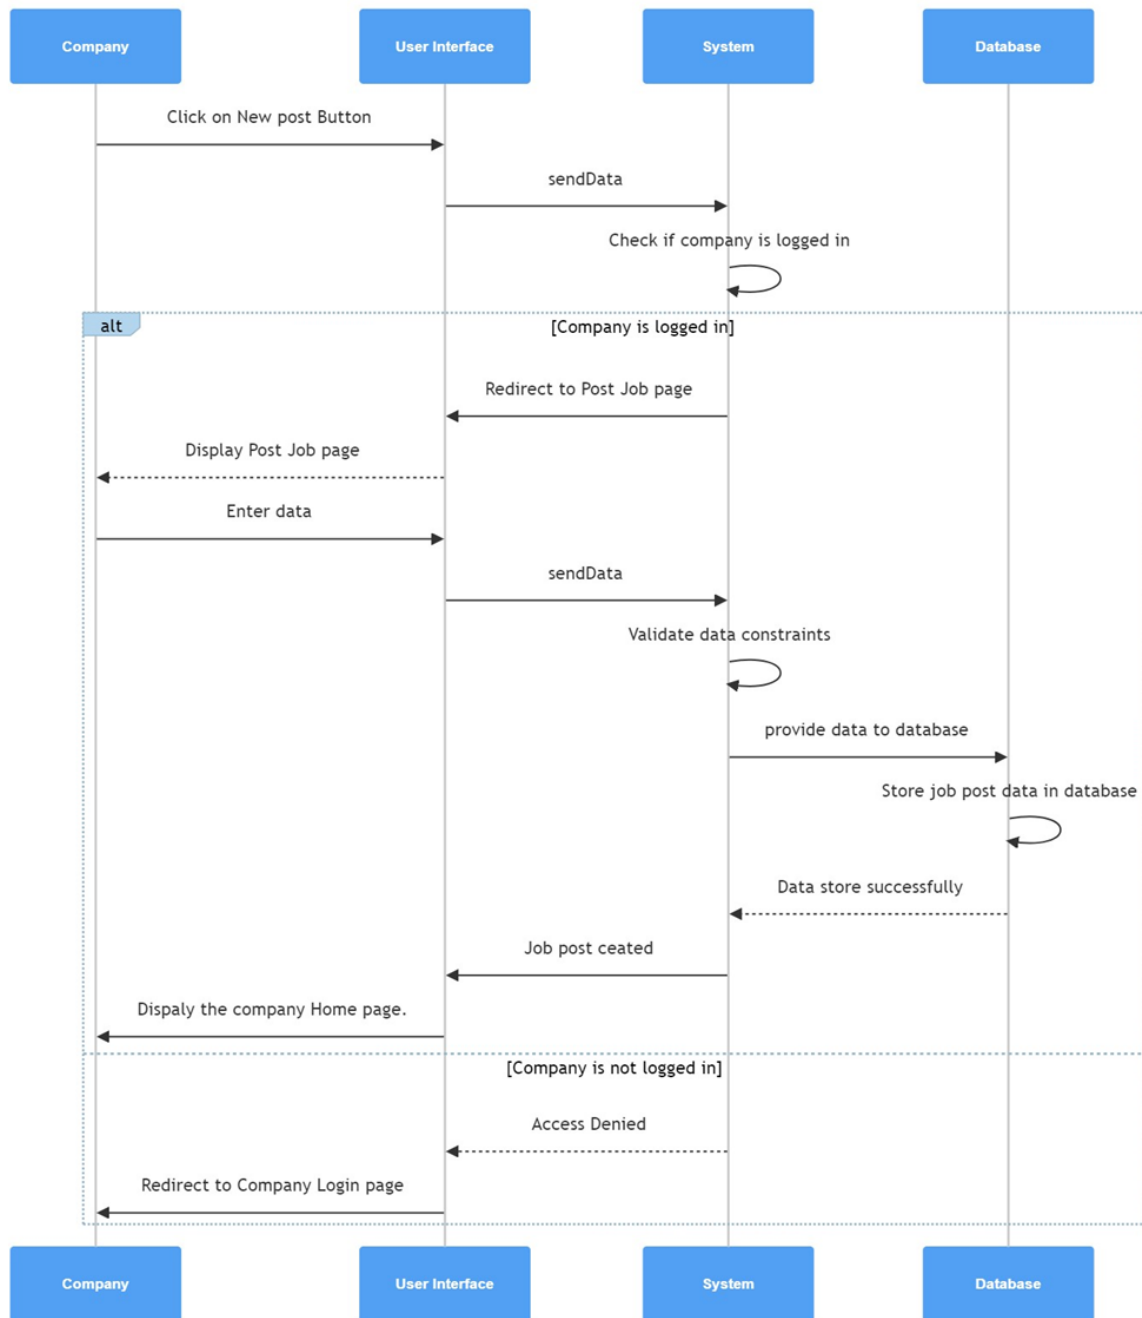 Company
User Interface
System
Database
Click on New post Button
sendData
Check if company is logged in
alt
[Company is logged in]
Redirect to Post Job page
Display Post Job page
Enter data
sendData
Validate data constraints
provide data to database
Store job post data in database
Data store successfully
Job post ceated
Dispaly the company Home page.
[Company is not logged in]
Access Denied
Redirect to Company Login page
Company
User Interface
System
Database